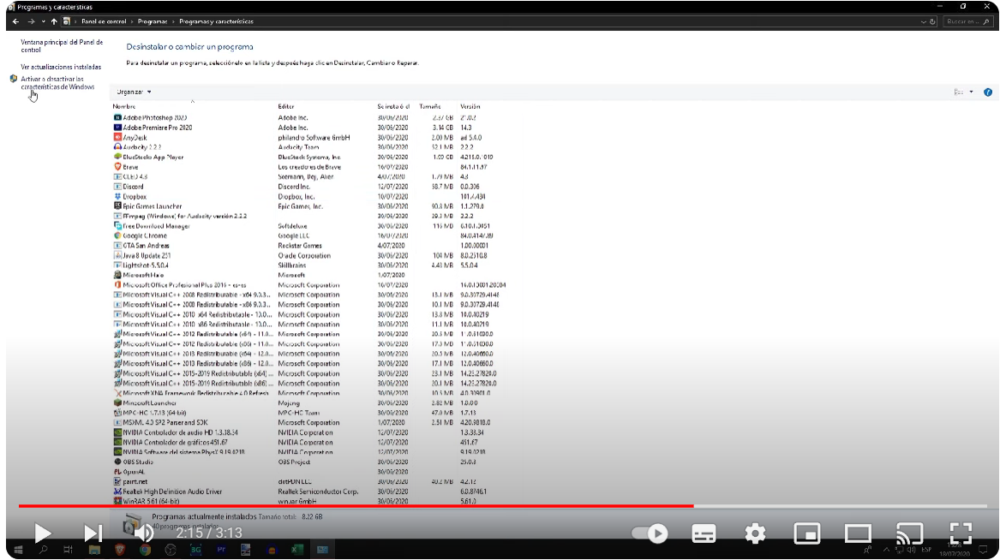 Programas y características
Panel de control › Programas › Programas y características
Buscar en...
Ventana principal del Panel de control
Ver actualizaciones instaladas
Activar o desactivar las características de Windows
Desinstalar o cambiar un programa
Para desinstalar un programa, selecciónelo en la lista y después haga clic en Desinstalar, Cambiar o Reparar.
Organizar
Nombre Editor Se instaló el Tamaño Versión
Adobe Photoshop 2020 Adobe Inc. 30/06/2020 2.37 GB 21.0.2
Adobe Premiere Pro 2020 Adobe Inc. 30/06/2020 3.14 GB 14.3
AnyDesk philandro Software GmbH 30/06/2020 2.00 MB ad 5.4.0
Audacity 2.2.2 Audacity Team 30/06/2020 52.1 MB 2.2.2
BlueStacks App Player BlueStack Systems, Inc. 30/06/2020 4.215.0.1019
Brave Los creadores de Brave 16/07/2020 84.1.11.97
CLEO 4.3 Seemann, Deji, Alien 4/07/2020 1.79 MB 4.3
Discord Discord Inc. 12/07/2020 58.7 MB 0.0.306
Dropbox Dropbox, Inc. 10/07/2020 101.4.434
Epic Games Launcher Epic Games, Inc. 30/06/2020 90.8 MB 1.1.279.0
FFmpeg (Windows) for Audacity versión 2.2.2 30/06/2020 2.2.2
Free Download Manager Softdeluxe 30/06/2020 116 MB 6.10.1.3051
Google Chrome Google LLC 16/07/2020 84.0.4147.89
GTA San Andreas Rockstar Games 4/07/2020 1.00.00001
Java 8 Update 251 Oracle Corporation 30/06/2020 104 MB 8.0.2510.8
Lightshot-5.5.0.4 Skillbrains 30/06/2020 4.43 MB 5.5.0.4
Microsoft Halo Microsoft 1/07/2020
Microsoft Office Profesional Plus 2016 - es-es Microsoft Corporation 10/07/2020 16.0.13001.20384
Microsoft Visual C++ 2008 Redistributable - x64 9.0.3... Microsoft Corporation 30/06/2020 13.1 MB 9.0.30729.4148
Microsoft Visual C++ 2008 Redistributable - x86 9.0.3... Microsoft Corporation 30/06/2020 10.1 MB 9.0.30729.4148
Microsoft Visual C++ 2010 x64 Redistributable - 10.0... Microsoft Corporation 30/06/2020 13.8 MB 10.0.40219
Microsoft Visual C++ 2010 x86 Redistributable - 10.0... Microsoft Corporation 30/06/2020 11.1 MB 10.0.40219
Microsoft Visual C++ 2012 Redistributable (x64) - 11.0... Microsoft Corporation 30/06/2020 20.5 MB 11.0.61030.0
Microsoft Visual C++ 2012 Redistributable (x86) - 11.0... Microsoft Corporation 30/06/2020 17.3 MB 11.0.61030.0
Microsoft Visual C++ 2013 Redistributable (x64) - 12.0... Microsoft Corporation 30/06/2020 20.5 MB 12.0.40660.0
Microsoft Visual C++ 2013 Redistributable (x86) - 12.0... Microsoft Corporation 30/06/2020 17.1 MB 12.0.40660.0
Microsoft Visual C++ 2015-2019 Redistributable (x64) ... Microsoft Corporation 30/06/2020 23.1 MB 14.23.27820.0
Microsoft Visual C++ 2015-2019 Redistributable (x86) ... Microsoft Corporation 30/06/2020 20.1 MB 14.23.27820.0
Microsoft XNA Framework Redistributable 4.0 Refresh Microsoft Corporation 30/06/2020 4.0.30901.0
Minecraft Launcher Mojang 30/06/2020 2.82 MB 1.0.0.0
MPC-HC 1.7.13 (64-bit) MPC-HC Team 30/06/2020 47.0 MB 1.7.13
MSXML 4.0 SP2 Parser and SDK Microsoft Corporation 1/07/2020 2.51 MB 4.20.9818.0
NVIDIA Controlador de audio HD 1.3.38.34 NVIDIA Corporation 12/07/2020 1.3.38.34
NVIDIA Controlador de gráficos 451.67 NVIDIA Corporation 12/07/2020 451.67
NVIDIA Software del sistema PhysX 9.19.0218 NVIDIA Corporation 12/07/2020 9.19.0218
OBS Studio OBS Project 30/06/2020 25.0.8
OpenAL 30/06/2020
paint.net dotPDN LLC 30/06/2020 40.2 MB 4.2.12
Realtek High Definition Audio Driver Realtek Semiconductor Corp. 30/06/2020 6.0.8746.1
WinRAR 5.61 (64-bit) win.rar GmbH 30/06/2020 5.61.0
Programas actualmente instalados Tamaño total: 8.22 GB
40 programas instalados
2:15 / 3:13
ESP
18/07/2020